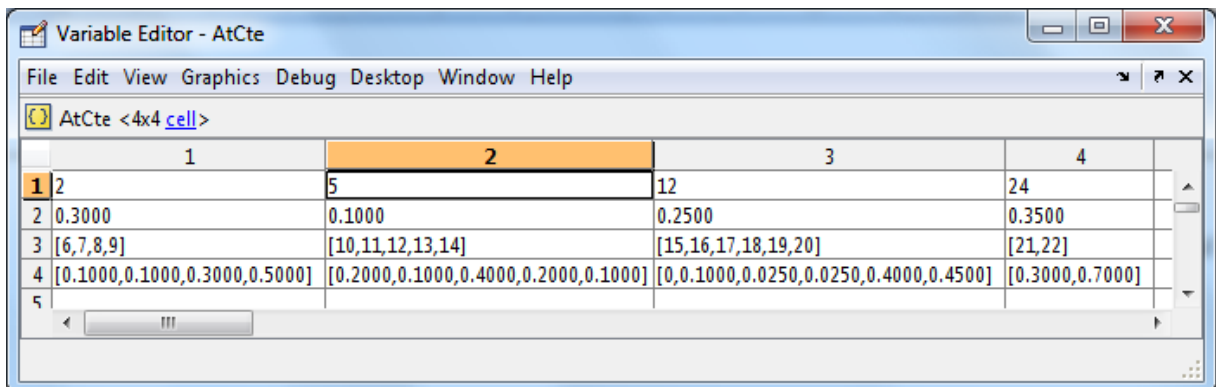 Variable Editor - AtCte
File Edit View Graphics Debug Desktop Window Help
AtCte <4x4 cell>
1 2 3 4
1 2 5 12 24
2 0.3000 0.1000 0.2500 0.3500
3 [6,7,8,9] [10,11,12,13,14] [15,16,17,18,19,20] [21,22]
4 [0.1000,0.1000,0.3000,0.5000] [0.2000,0.1000,0.4000,0.2000,0.1000] [0,0.1000,0.0250,0.0250,0.4000,0.4500] [0.3000,0.7000]
5